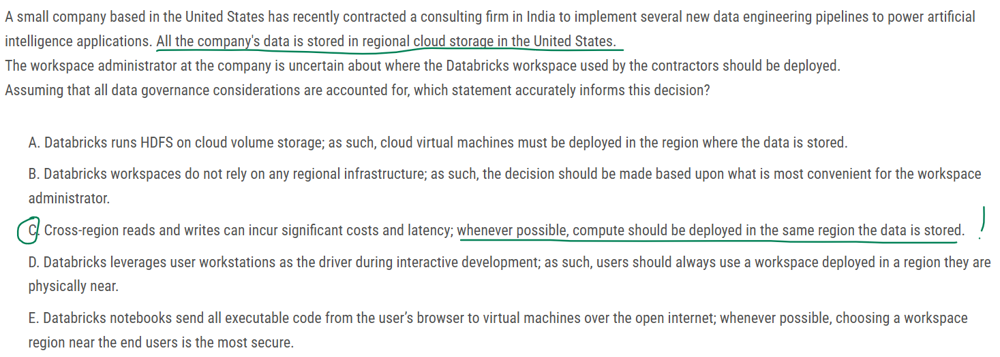 A small company based in the United States has recently contracted a consulting firm in India to implement several new data engineering pipelines to power artificial
intelligence applications. All the company's data is stored in regional cloud storage in the United States.
The workspace administrator at the company is uncertain about where the Databricks workspace used by the contractors should be deployed.
Assuming that all data governance considerations are accounted for, which statement accurately informs this decision?
A. Databricks runs HDFS on cloud volume storage; as such, cloud virtual machines must be deployed in the region where the data is stored.
B. Databricks workspaces do not rely on any regional infrastructure; as such, the decision should be made based upon what is most convenient for the workspace
administrator.
C. Cross-region reads and writes can incur significant costs and latency; whenever possible, compute should be deployed in the same region the data is stored. !
D. Databricks leverages user workstations as the driver during interactive development; as such, users should always use a workspace deployed in a region they are
physically near.
E. Databricks notebooks send all executable code from the user’s browser to virtual machines over the open internet; whenever possible, choosing a workspace
region near the end users is the most secure.